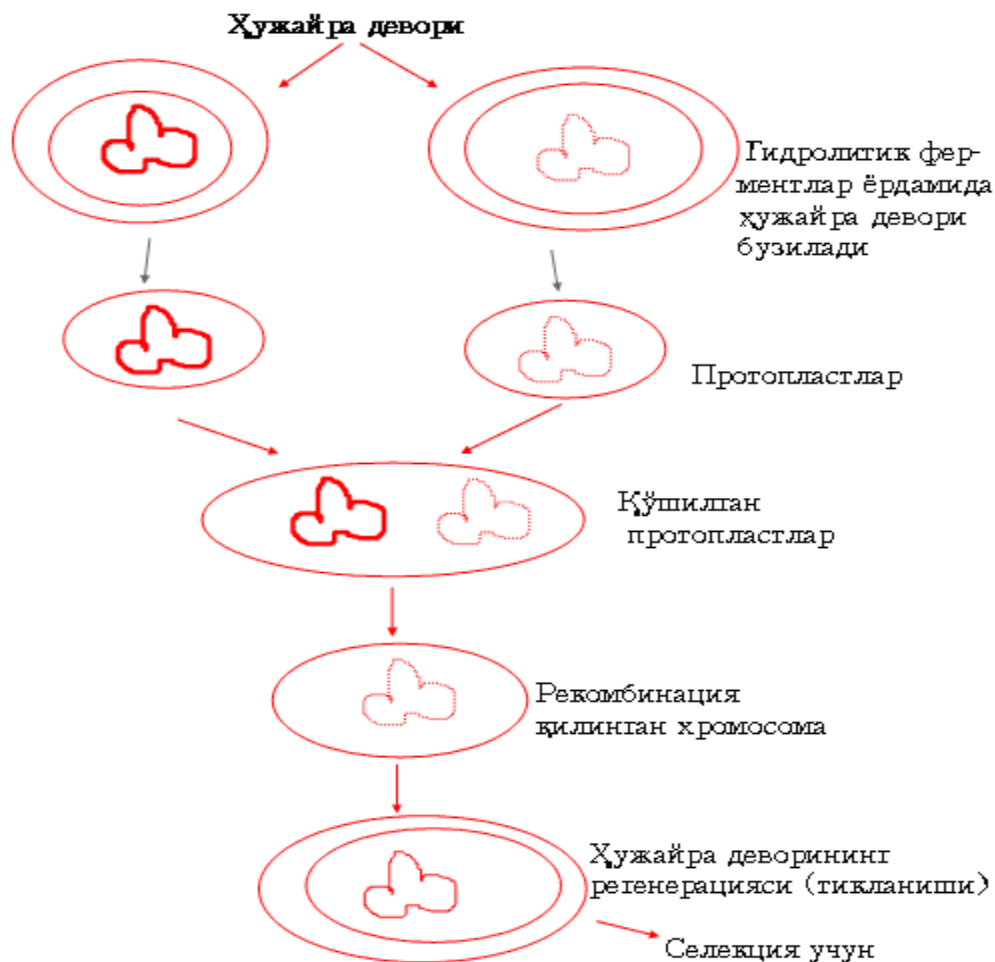 Ҳужайра девори
Гидролитик фер-
ментлар ёрдамида
ҳужайра девори
бузилади
Протопластлар
Қўшилган
протопластлар
Рекомбинация
қилинган хромосома
Ҳужайра деворининг
регенерацияси (тикланиши)
Селекция учун